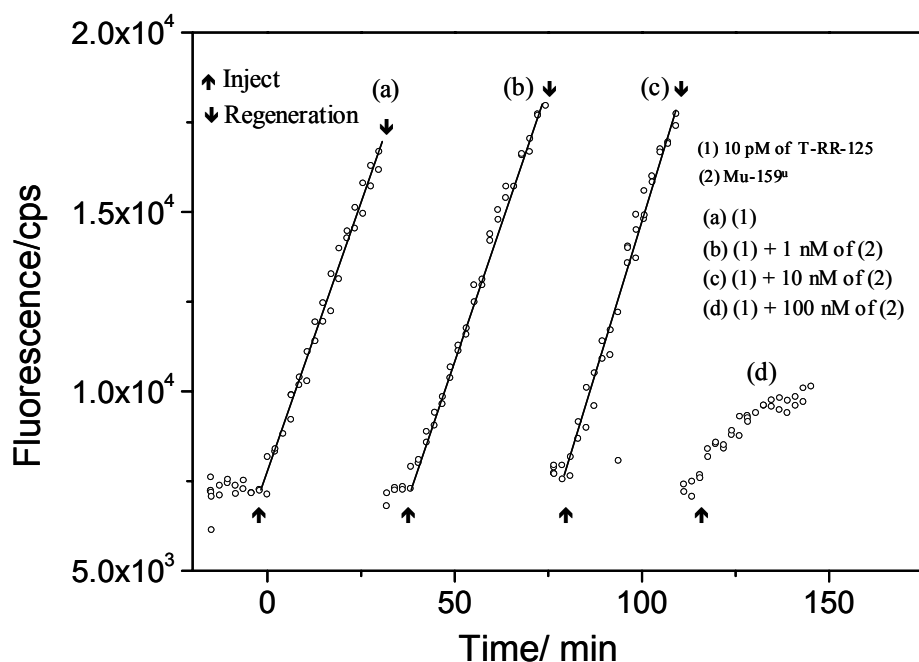 2.0x10⁴
1.5x10⁴
1.0x10⁴
5.0x10³
Fluorescence/cps
↑ Inject
↓ Regeneration
(a)
(b)
(c)
(1) 10 pM of T-RR-125
(2) Mu-159ᵘ
(a) (1)
(b) (1) + 1 nM of (2)
(c) (1) + 10 nM of (2)
(d) (1) + 100 nM of (2)
(d)
0 50 100 150
Time/ min